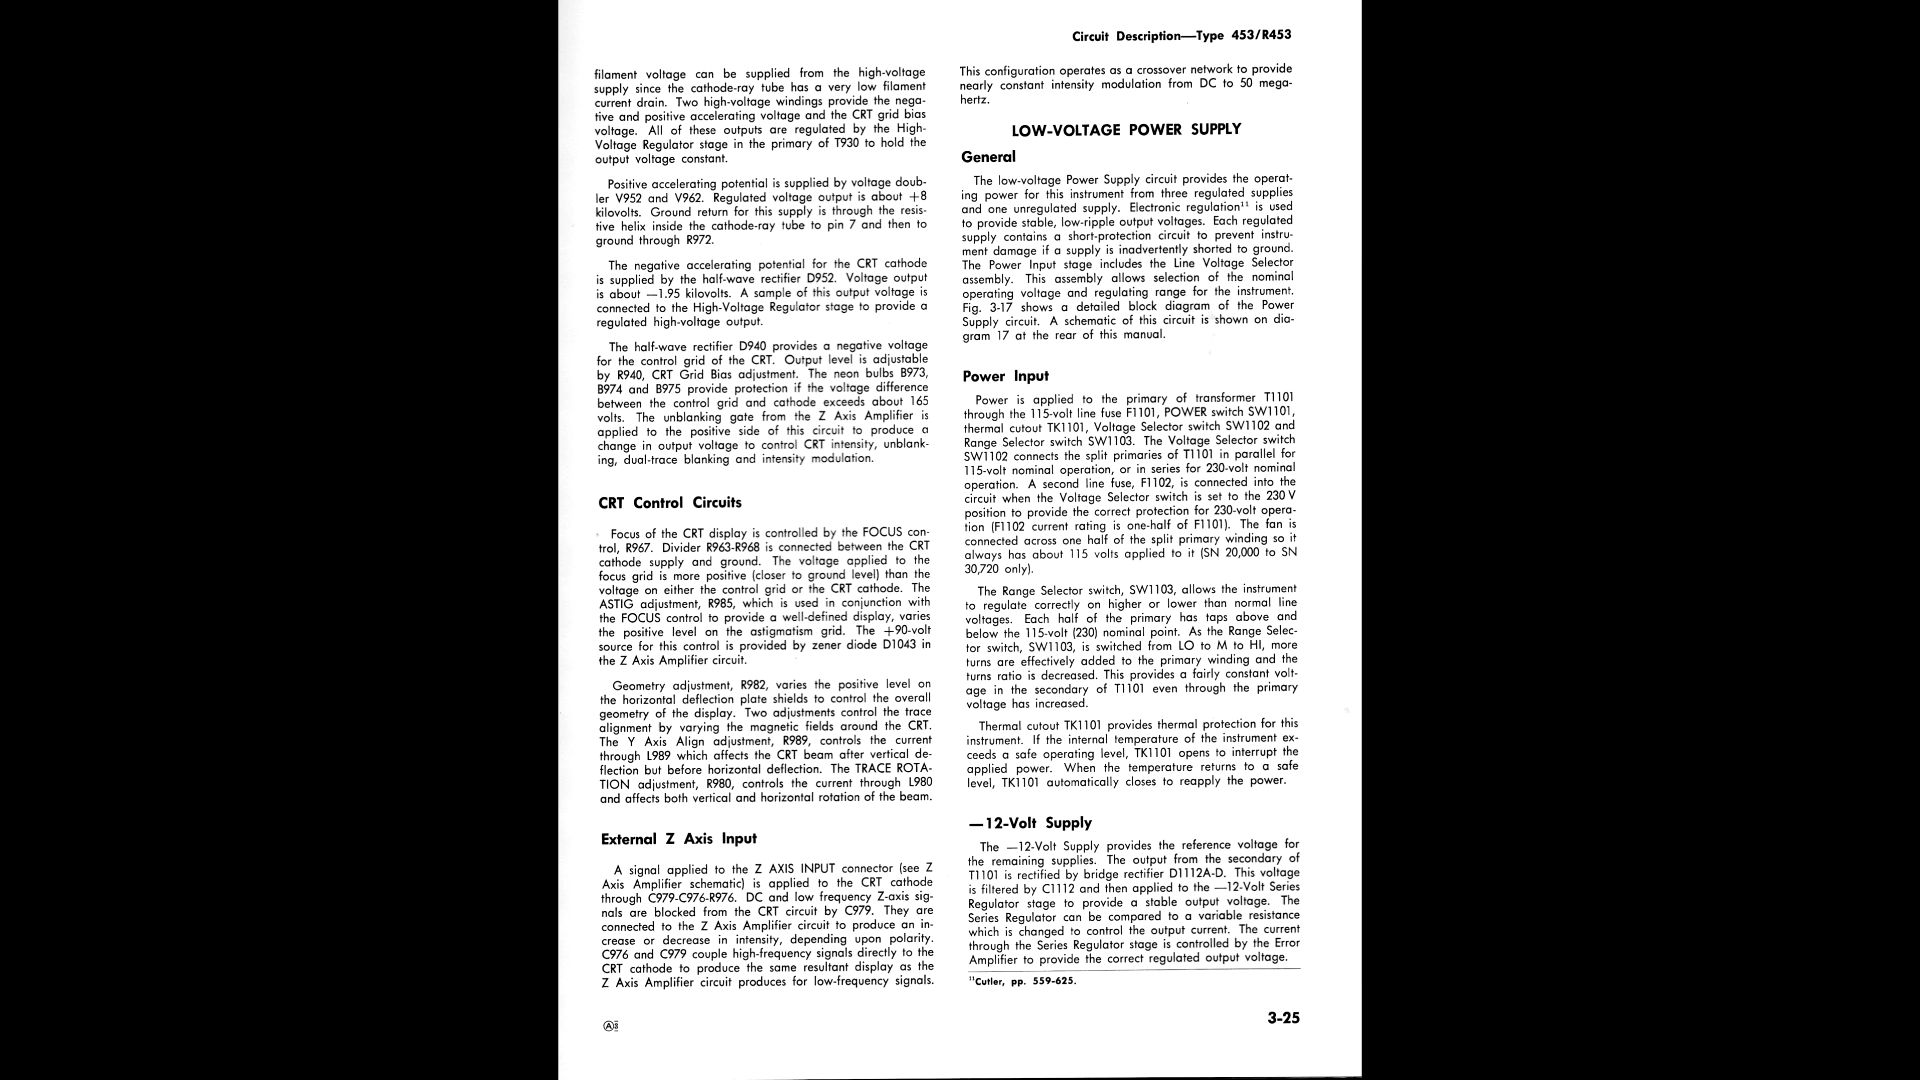 Circuit Description—Type 453/R453
filament voltage can be supplied from the high-voltage
supply since the cathode-ray tube has a very low filament
current drain. Two high-voltage windings provide the nega-
tive and positive accelerating voltage and the CRT grid bias
voltage. All of these outputs are regulated by the High-
Voltage Regulator stage in the primary of T930 to hold the
output voltage constant.
Positive accelerating potential is supplied by voltage doub-
ler V952 and V962. Regulated voltage output is about +8
kilovolts. Ground return for this supply is through the resis-
tive helix inside the cathode-ray tube to pin 7 and then to
ground through R972.
The negative accelerating potential for the CRT cathode
is supplied by the half-wave rectifier D952. Voltage output
is about —1.95 kilovolts. A sample of this output voltage is
connected to the High-Voltage Regulator stage to provide a
regulated high-voltage output.
The half-wave rectifier D940 provides a negative voltage
for the control grid of the CRT. Output level is adjustable
by R940, CRT Grid Bias adjustment. The neon bulbs B973,
B974 and B975 provide protection if the voltage difference
between the control grid and cathode exceeds about 165
volts. The unblanking gate from the Z Axis Amplifier is
applied to the positive side of this circuit to produce a
change in output voltage to control CRT intensity, unblank-
ing, dual-trace blanking and intensity modulation.
CRT Control Circuits
Focus of the CRT display is controlled by the FOCUS con-
trol, R967. Divider R963-R968 is connected between the CRT
cathode supply and ground. The voltage applied to the
focus grid is more positive (closer to ground level) than the
voltage on either the control grid or the CRT cathode. The
ASTIG adjustment, R985, which is used in conjunction with
the FOCUS control to provide a well-defined display, varies
the positive level on the astigmatism grid. The +90-volt
source for this control is provided by zener diode D1043 in
the Z Axis Amplifier circuit.
Geometry adjustment, R982, varies the positive level on
the horizontal deflection plate shields to control the overall
geometry of the display. Two adjustments control the trace
alignment by varying the magnetic fields around the CRT.
The Y Axis Align adjustment, R989, controls the current
through L989 which affects the CRT beam after vertical de-
flection but before horizontal deflection. The TRACE ROTA-
TION adjustment, R980, controls the current through L980
and affects both vertical and horizontal rotation of the beam.
External Z Axis Input
A signal applied to the Z AXIS INPUT connector (see Z
Axis Amplifier schematic) is applied to the CRT cathode
through C979-C976-R976. DC and low frequency Z-axis sig-
nals are blocked from the CRT circuit by C979. They are
connected to the Z Axis Amplifier circuit to produce an in-
crease or decrease in intensity, depending upon polarity.
C976 and C979 couple high-frequency signals directly to the
CRT cathode to produce the same resultant display as the
Z Axis Amplifier circuit produces for low-frequency signals.
This configuration operates as a crossover network to provide
nearly constant intensity modulation from DC to 50 mega-
hertz.
LOW-VOLTAGE POWER SUPPLY
General
The low-voltage Power Supply circuit provides the operat-
ing power for this instrument from three regulated supplies
and one unregulated supply. Electronic regulation¹¹ is used
to provide stable, low-ripple output voltages. Each regulated
supply contains a short-protection circuit to prevent instru-
ment damage if a supply is inadvertently shorted to ground.
The Power Input stage includes the Line Voltage Selector
assembly. This assembly allows selection of the nominal
operating voltage and regulating range for the instrument.
Fig. 3-17 shows a detailed block diagram of the Power
Supply circuit. A schematic of this circuit is shown on dia-
gram 17 at the rear of this manual.
Power Input
Power is applied to the primary of transformer T1101
through the 115-volt line fuse F1101, POWER switch SW1101,
thermal cutout TK1101, Voltage Selector switch SW1102 and
Range Selector switch SW1103. The Voltage Selector switch
SW1102 connects the split primaries of T1101 in parallel for
115-volt nominal operation, or in series for 230-volt nominal
operation. A second line fuse, F1102, is connected into the
circuit when the Voltage Selector switch is set to the 230 V
position to provide the correct protection for 230-volt opera-
tion (F1102 current rating is one-half of F1101). The fan is
connected across one half of the split primary winding so it
always has about 115 volts applied to it (SN 20,000 to SN
30,720 only).
The Range Selector switch, SW1103, allows the instrument
to regulate correctly on higher or lower than normal line
voltages. Each half of the primary has taps above and
below the 115-volt (230) nominal point. As the Range Selec-
tor switch, SW1103, is switched from LO to M to HI, more
turns are effectively added to the primary winding and the
turns ratio is decreased. This provides a fairly constant volt-
age in the secondary of T1101 even through the primary
voltage has increased.
Thermal cutout TK1101 provides thermal protection for this
instrument. If the internal temperature of the instrument ex-
ceeds a safe operating level, TK1101 opens to interrupt the
applied power. When the temperature returns to a safe
level, TK1101 automatically closes to reapply the power.
—12-Volt Supply
The —12-Volt Supply provides the reference voltage for
the remaining supplies. The output from the secondary of
T1101 is rectified by bridge rectifier D1112A-D. This voltage
is filtered by C1112 and then applied to the —12-Volt Series
Regulator stage to provide a stable output voltage. The
Series Regulator can be compared to a variable resistance
which is changed to control the output current. The current
through the Series Regulator stage is controlled by the Error
Amplifier to provide the correct regulated output voltage.
¹¹Cutler, pp. 559-625.
3-25